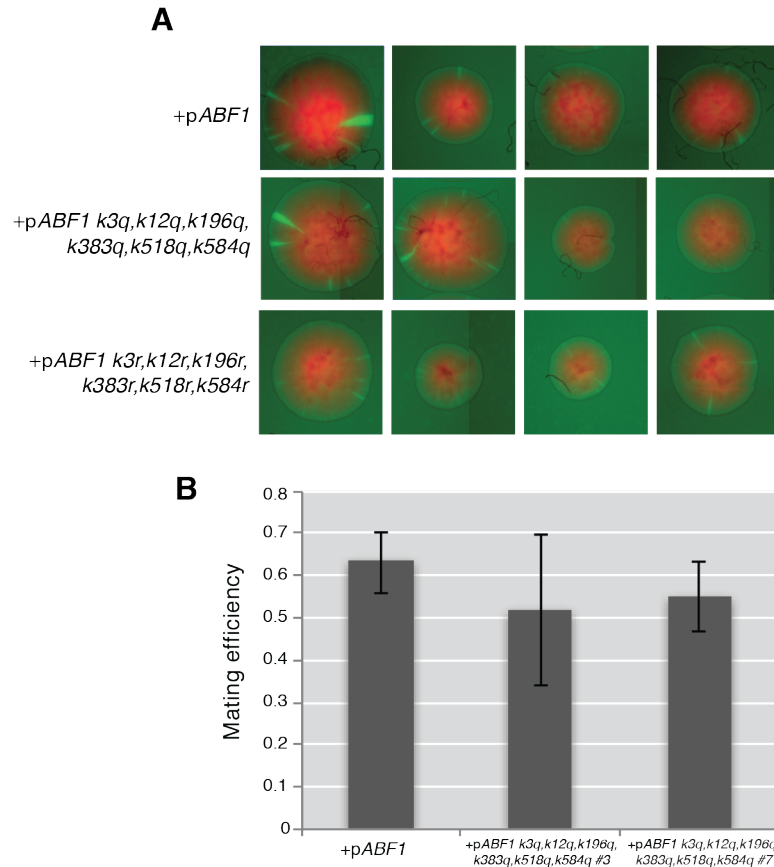 A
+pABF1
+pABF1 k3q,k12q,k196q,
k383q,k518q,k584q
+pABF1 k3r,k12r,k196r,
k383r,k518r,k584r
B
Mating efficiency
0.8
0.7
0.6
0.5
0.4
0.3
0.2
0.1
0
+pABF1
+pABF1 k3q,k12q,k196q,
k383q,k518q,k584q #3
+pABF1 k3q,k12q,k196q
k383q,k518q,k584q #7